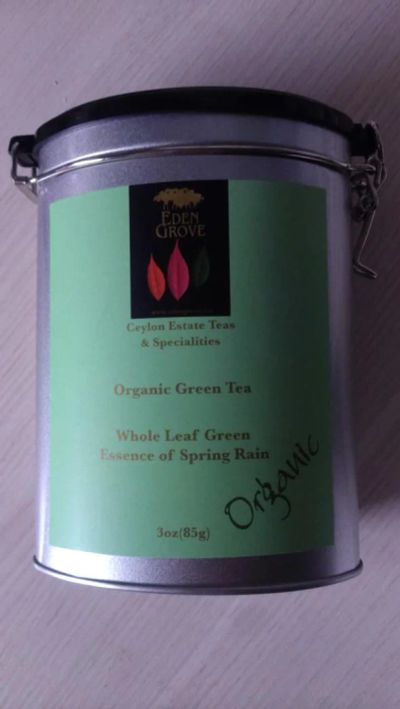 EDEN
GROVE
Ceylon Estate Teas
& Specialities
Organic Green Tea
Whole Leaf Green
Essence of Spring Rain
Organic
3oz(85g)